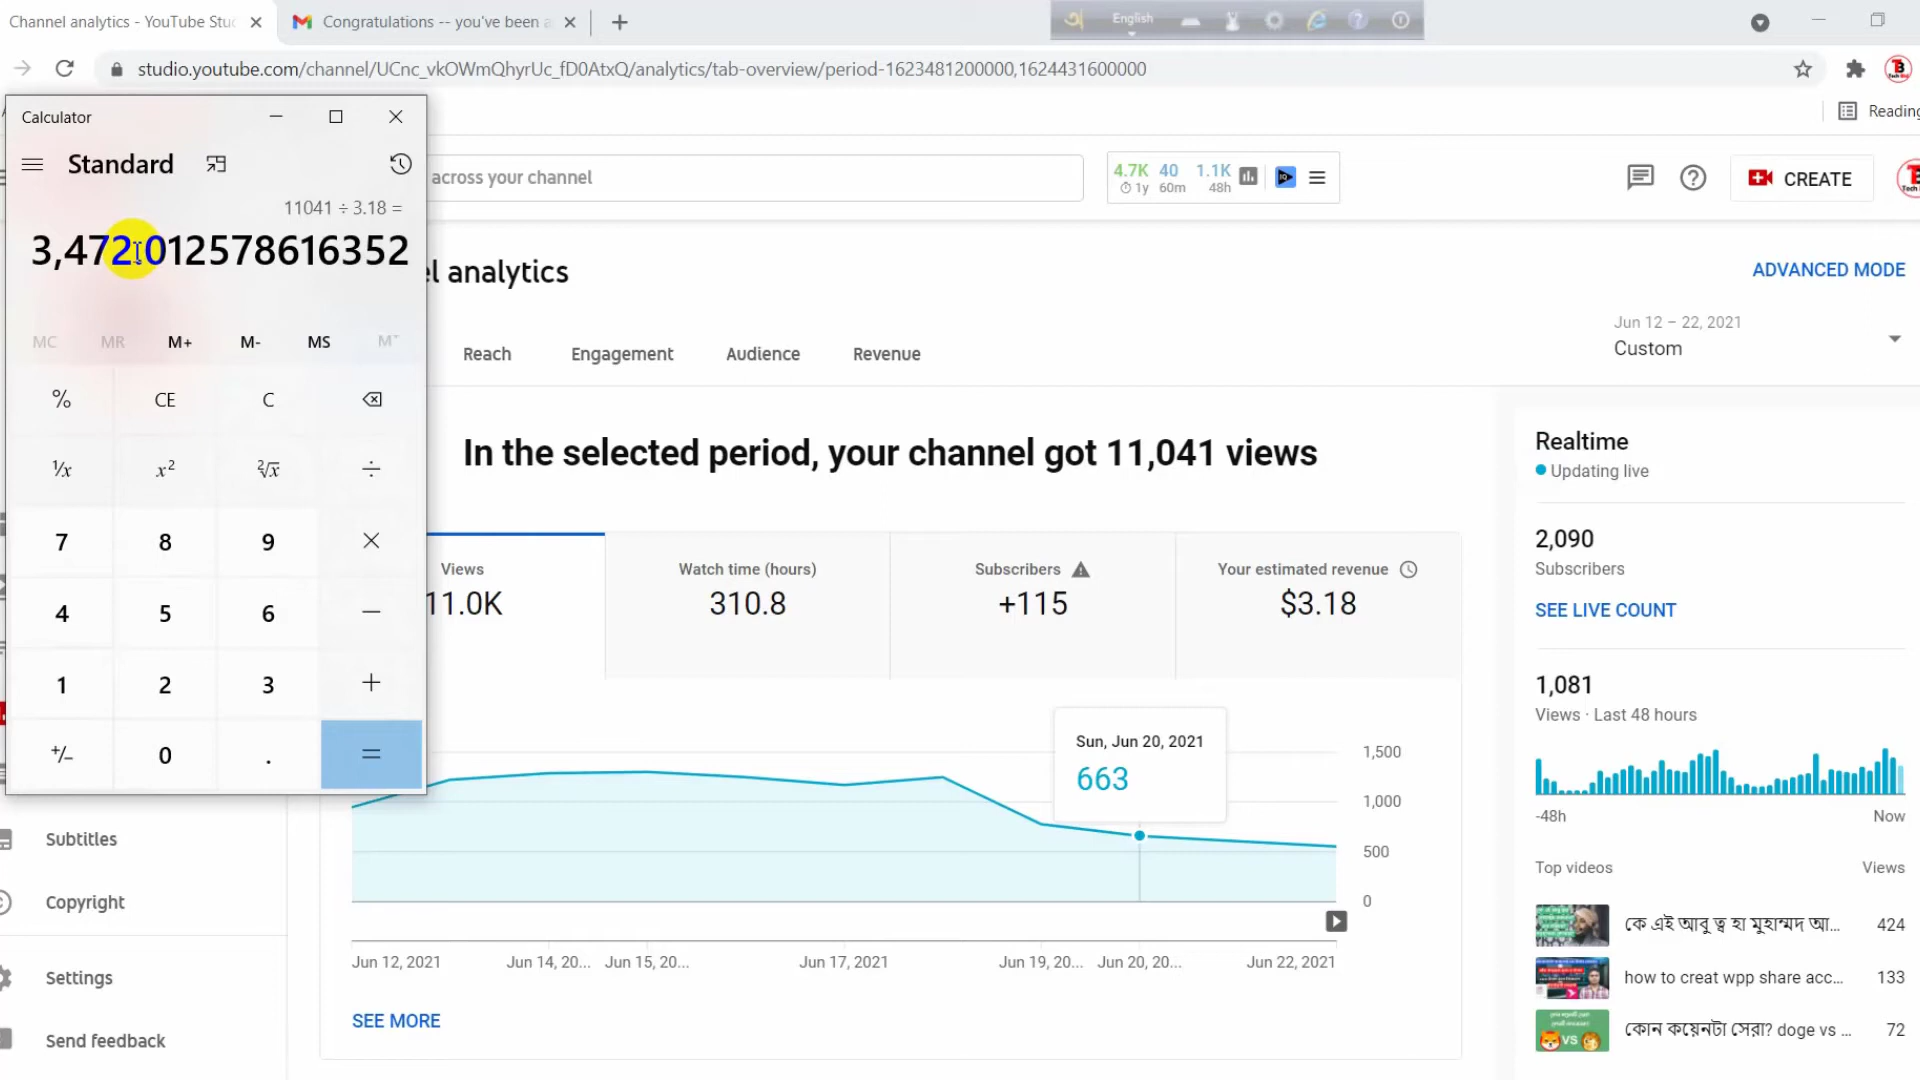 Channel analytics - YouTube Stu
Congratulations -- you've been a
English
studio.youtube.com/channel/UCnc_vkOWmQhyrUc_fD0AtxQ/analytics/tab-overview/period-1623481200000,1624431600000
Reading
Calculator
Standard
11041 ÷ 3.18 =
3,472.012578616352
MC MR M+ M- MS M
% CE C
¹/x x² ²√x ÷
7 8 9 ×
4 5 6 −
1 2 3 +
+/− 0 . =
across your channel
4.7K 40 1.1K
1y 60m 48h
CREATE
el analytics
ADVANCED MODE
Jun 12 – 22, 2021
Custom
Reach Engagement Audience Revenue
In the selected period, your channel got 11,041 views
Views
11.0K
Watch time (hours)
310.8
Subscribers
+115
Your estimated revenue
$3.18
Sun, Jun 20, 2021
663
1,500
1,000
500
0
Jun 12, 2021 Jun 14, 20... Jun 15, 20... Jun 17, 2021 Jun 19, 20... Jun 20, 20... Jun 22, 2021
SEE MORE
Subtitles
Copyright
Settings
Send feedback
Realtime
Updating live
2,090
Subscribers
SEE LIVE COUNT
1,081
Views · Last 48 hours
-48h Now
Top videos Views
কে এই আবু ত্ব হা মুহাম্মদ আ... 424
how to creat wpp share acc... 133
কোন কয়েনটা সেরা? doge vs ... 72
VS